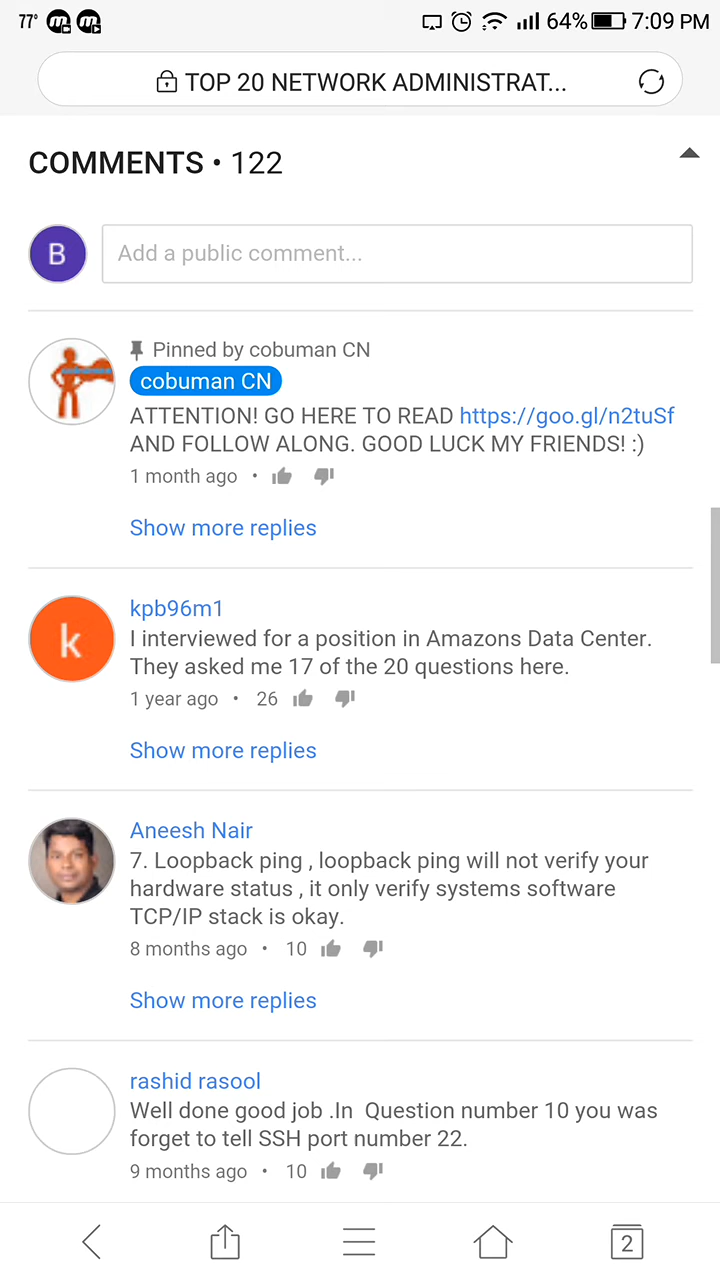 77° 64% 7:09 PM
TOP 20 NETWORK ADMINISTRAT...
COMMENTS • 122
B Add a public comment...
Pinned by cobuman CN
cobuman CN
ATTENTION! GO HERE TO READ https://goo.gl/n2tuSf
AND FOLLOW ALONG. GOOD LUCK MY FRIENDS! :)
1 month ago •
Show more replies
k
kpb96m1
I interviewed for a position in Amazons Data Center.
They asked me 17 of the 20 questions here.
1 year ago • 26
Show more replies
Aneesh Nair
7. Loopback ping , loopback ping will not verify your
hardware status , it only verify systems software
TCP/IP stack is okay.
8 months ago • 10
Show more replies
rashid rasool
Well done good job .In  Question number 10 you was
forget to tell SSH port number 22.
9 months ago • 10
2